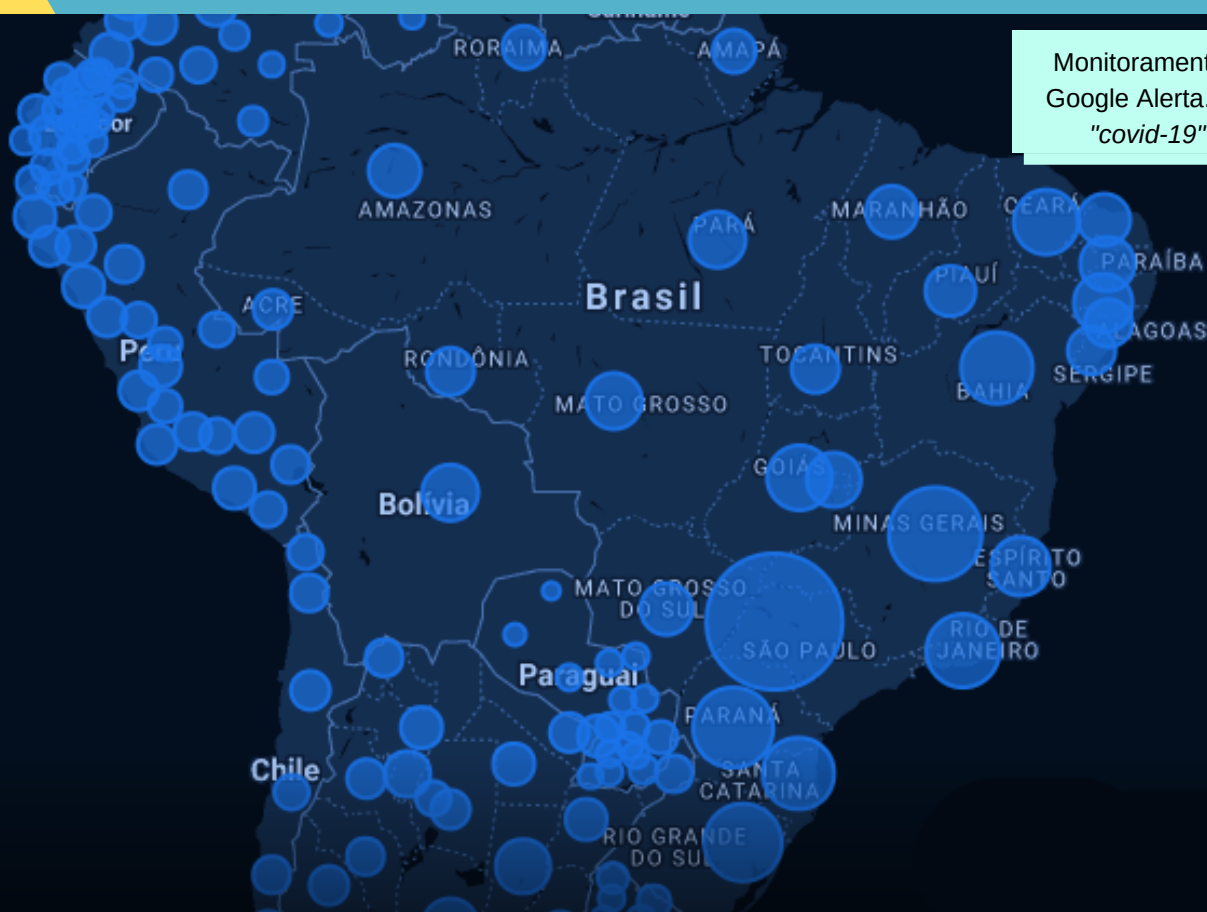 RORAIMA
AMAPÁ
Monitorament
Google Alerta.
"covid-19"
or
AMAZONAS
PARÁ
MARANHÃO
CEARÁ
PARAÍBA
PIAUÍ
Brasil
ACRE
ALAGOAS
Peru
RONDÔNIA
TOCANTINS
SERGIPE
BAHIA
MATO GROSSO
GOIÁS
Bolívia
MINAS GERAIS
ESPÍRITO
SANTO
MATO GROSSO
DO SUL
RIO DE
JANEIRO
SÃO PAULO
Paraguai
PARANÁ
Chile
SANTA
CATARINA
RIO GRANDE
DO SUL